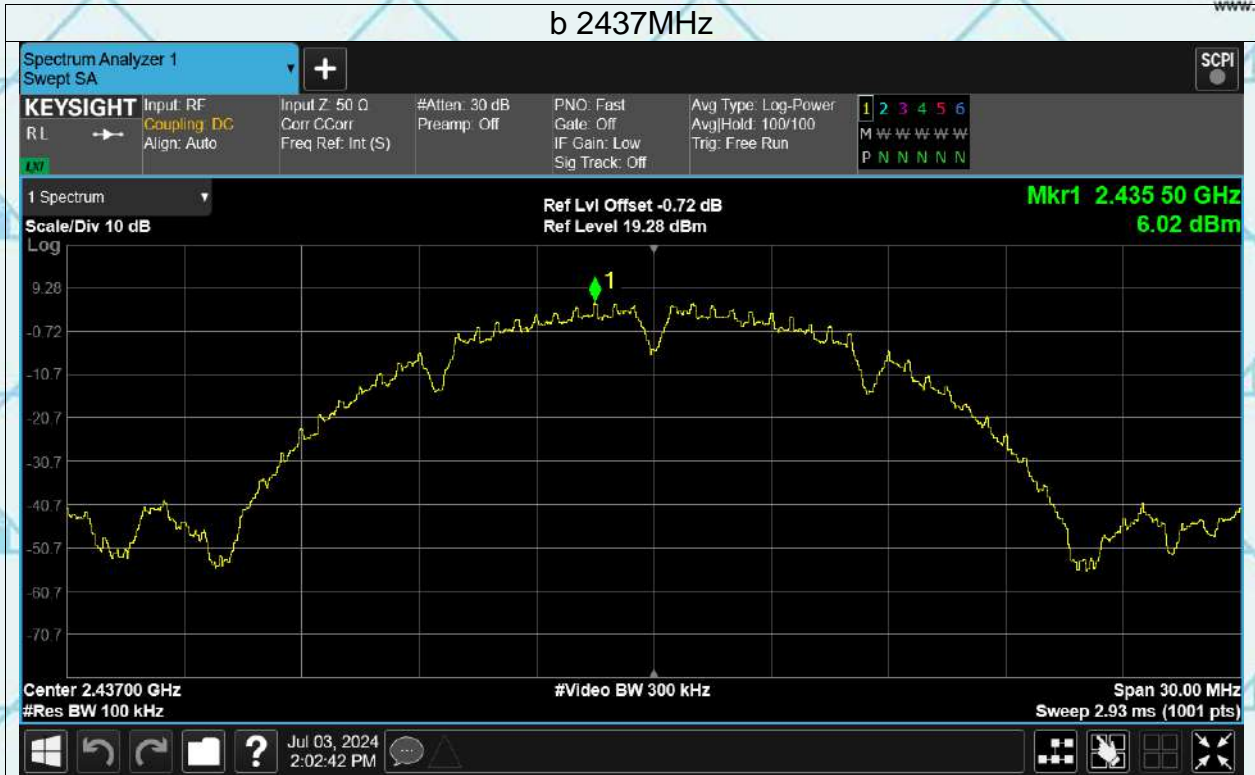 www.
b 2437MHz
Spectrum Analyzer 1
Swept SA
+
SCPI
KEYSIGHT
R L
Input: RF
Coupling: DC
Align: Auto
Input Z: 50 Ω
Corr CCorr
Freq Ref: Int (S)
#Atten: 30 dB
Preamp: Off
PNO: Fast
Gate: Off
IF Gain: Low
Sig Track: Off
Avg Type: Log-Power
Avg|Hold: 100/100
Trig: Free Run
1 2 3 4 5 6
M W W W W W W
P N N N N N N
1 Spectrum
Scale/Div 10 dB
Log
Ref Lvl Offset -0.72 dB
Ref Level 19.28 dBm
Mkr1 2.435 50 GHz
6.02 dBm
1
9.28
-0.72
-10.7
-20.7
-30.7
-40.7
-50.7
-60.7
-70.7
Center 2.43700 GHz
#Res BW 100 kHz
#Video BW 300 kHz
Span 30.00 MHz
Sweep 2.93 ms (1001 pts)
?
Jul 03, 2024
2:02:42 PM